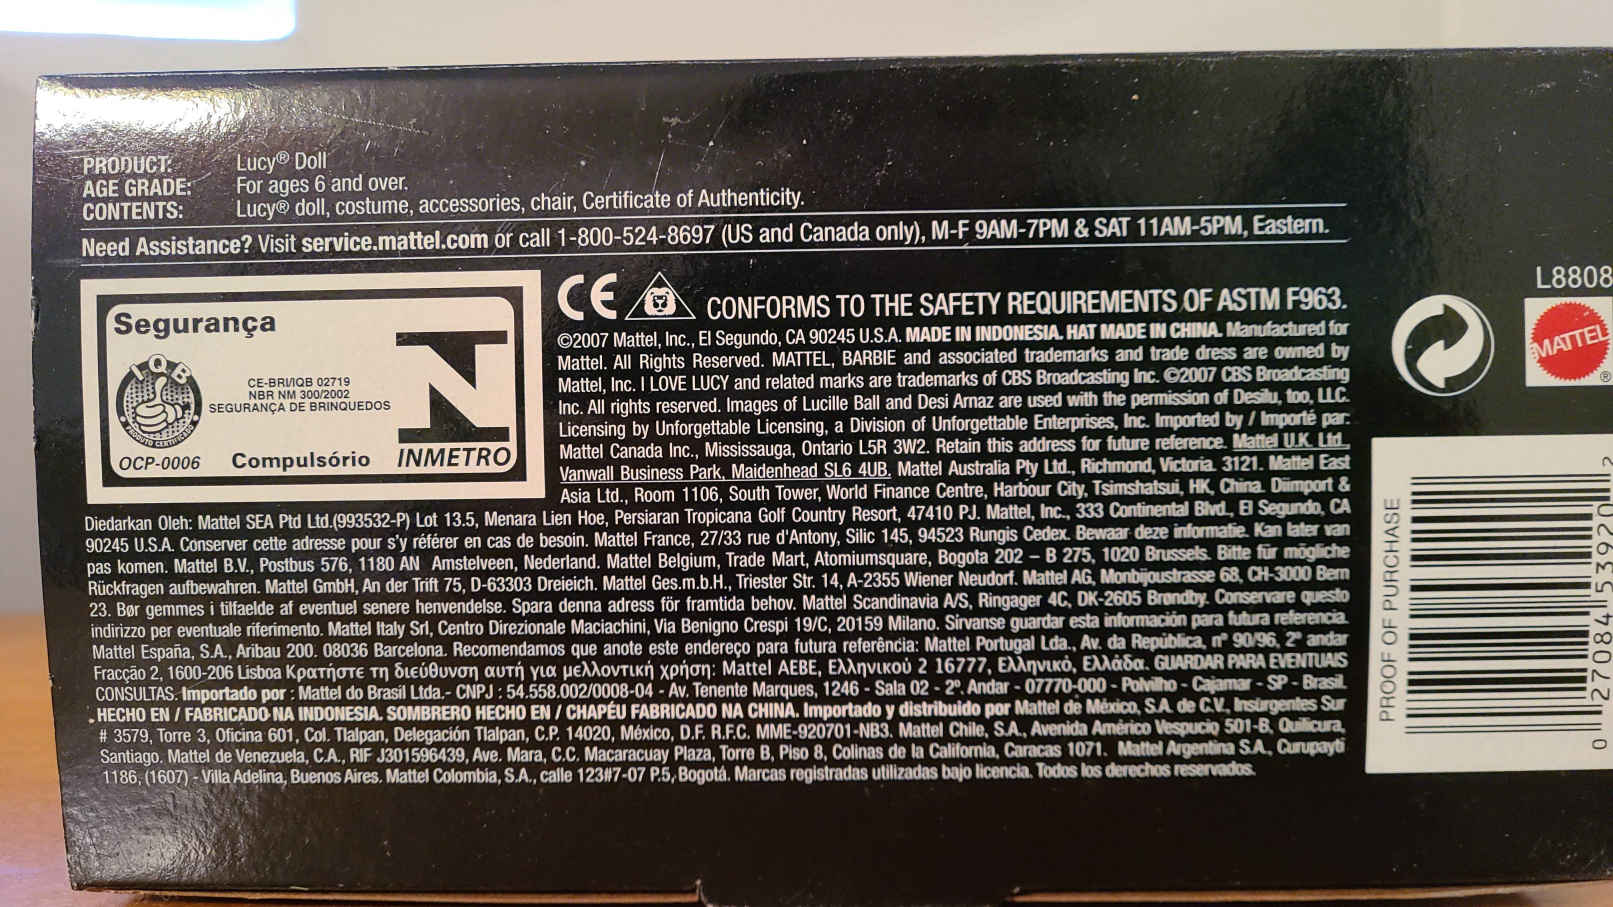 PRODUCT: Lucy® Doll
AGE GRADE: For ages 6 and over.
CONTENTS: Lucy® doll, costume, accessories, chair, Certificate of Authenticity.
Need Assistance? Visit service.mattel.com or call 1-800-524-8697 (US and Canada only), M-F 9AM-7PM & SAT 11AM-5PM, Eastern.
Segurança
IQB
PRODUTO CERTIFICADO
OCP-0006
CE-BRI/IQB 02719
NBR NM 300/2002
SEGURANÇA DE BRINQUEDOS
Compulsório
N
INMETRO
CE CONFORMS TO THE SAFETY REQUIREMENTS OF ASTM F963.
©2007 Mattel, Inc., El Segundo, CA 90245 U.S.A. MADE IN INDONESIA. HAT MADE IN CHINA. Manufactured for
Mattel. All Rights Reserved. MATTEL, BARBIE and associated trademarks and trade dress are owned by
Mattel, Inc. I LOVE LUCY and related marks are trademarks of CBS Broadcasting Inc. ©2007 CBS Broadcasting
Inc. All rights reserved. Images of Lucille Ball and Desi Arnaz are used with the permission of Desilu, too, LLC.
Licensing by Unforgettable Licensing, a Division of Unforgettable Enterprises, Inc. Imported by / Importé par:
Mattel Canada Inc., Mississauga, Ontario L5R 3W2. Retain this address for future reference. Mattel U.K. Ltd.,
Vanwall Business Park, Maidenhead SL6 4UB. Mattel Australia Pty Ltd., Richmond, Victoria. 3121. Mattel East
Asia Ltd., Room 1106, South Tower, World Finance Centre, Harbour City, Tsimshatsui, HK, China. Diimport &
Diedarkan Oleh: Mattel SEA Ptd Ltd.(993532-P) Lot 13.5, Menara Lien Hoe, Persiaran Tropicana Golf Country Resort, 47410 PJ. Mattel, Inc., 333 Continental Blvd., El Segundo, CA
90245 U.S.A. Conserver cette adresse pour s'y référer en cas de besoin. Mattel France, 27/33 rue d'Antony, Silic 145, 94523 Rungis Cedex. Bewaar deze informatie. Kan later van
pas komen. Mattel B.V., Postbus 576, 1180 AN Amstelveen, Nederland. Mattel Belgium, Trade Mart, Atomiumsquare, Bogota 202 – B 275, 1020 Brussels. Bitte für mögliche
Rückfragen aufbewahren. Mattel GmbH, An der Trift 75, D-63303 Dreieich. Mattel Ges.m.b.H., Triester Str. 14, A-2355 Wiener Neudorf. Mattel AG, Monbijoustrasse 68, CH-3000 Bern
23. Bør gemmes i tilfaelde af eventuel senere henvendelse. Spara denna adress för framtida behov. Mattel Scandinavia A/S, Ringager 4C, DK-2605 Brøndby. Conservare questo
indirizzo per eventuale riferimento. Mattel Italy Srl, Centro Direzionale Maciachini, Via Benigno Crespi 19/C, 20159 Milano. Sírvanse guardar esta información para futura referencia.
Mattel España, S.A., Aribau 200. 08036 Barcelona. Recomendamos que anote este endereço para futura referência: Mattel Portugal Lda., Av. da República, nº 90/96, 2º andar
Fracção 2, 1600-206 Lisboa Κρατήστε τη διεύθυνση αυτή για μελλοντική χρήση: Mattel AEBE, Ελληνικού 2 16777, Ελληνικό, Ελλάδα. GUARDAR PARA EVENTUAIS
CONSULTAS. Importado por : Mattel do Brasil Ltda.- CNPJ : 54.558.002/0008-04 - Av. Tenente Marques, 1246 - Sala 02 - 2º. Andar - 07770-000 - Polvilho - Cajamar - SP - Brasil.
HECHO EN / FABRICADO NA INDONESIA. SOMBRERO HECHO EN / CHAPÉU FABRICADO NA CHINA. Importado y distribuido por Mattel de México, S.A. de C.V., Insurgentes Sur
# 3579, Torre 3, Oficina 601, Col. Tlalpan, Delegación Tlalpan, C.P. 14020, México, D.F. R.F.C. MME-920701-NB3. Mattel Chile, S.A., Avenida Américo Vespucio 501-B, Quilicura,
Santiago. Mattel de Venezuela, C.A., RIF J301596439, Ave. Mara, C.C. Macaracuay Plaza, Torre B, Piso 8, Colinas de la California, Caracas 1071. Mattel Argentina S.A., Curupaytí
1186, (1607) - Villa Adelina, Buenos Aires. Mattel Colombia, S.A., calle 123#7-07 P.5, Bogotá. Marcas registradas utilizadas bajo licencia. Todos los derechos reservados.
L8808
MATTEL®
PROOF OF PURCHASE
0 27084 53920 2